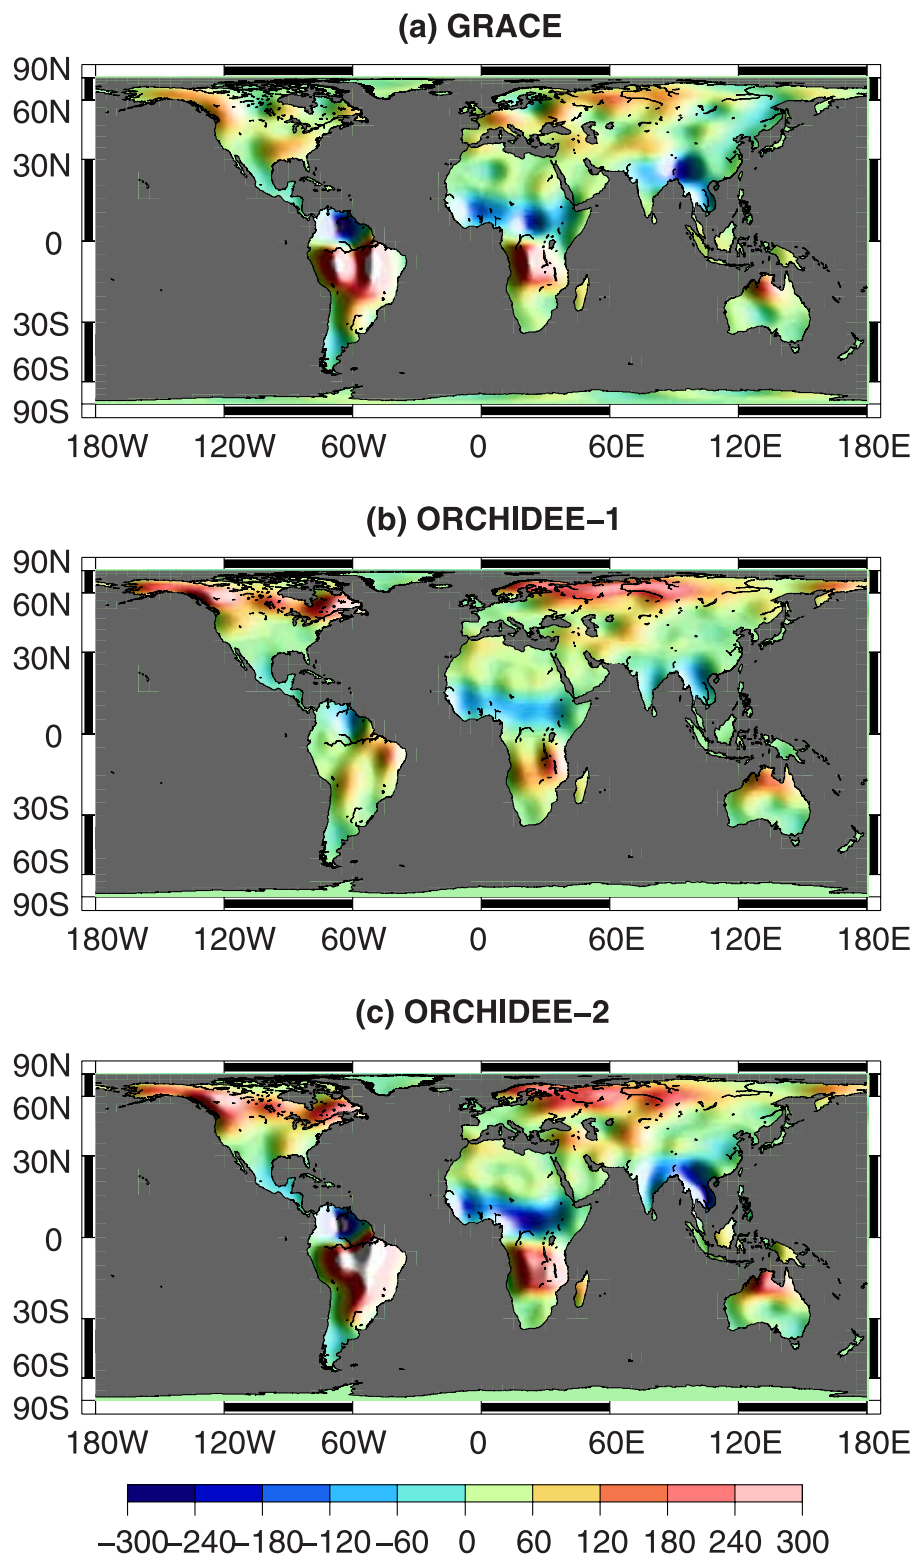 (a) GRACE
90N
60N
30N
0
30S
60S
90S
180W 120W 60W 0 60E 120E 180E
(b) ORCHIDEE–1
90N
60N
30N
0
30S
60S
90S
180W 120W 60W 0 60E 120E 180E
(c) ORCHIDEE–2
90N
60N
30N
0
30S
60S
90S
180W 120W 60W 0 60E 120E 180E
–300 –240 –180 –120 –60 0 60 120 180 240 300